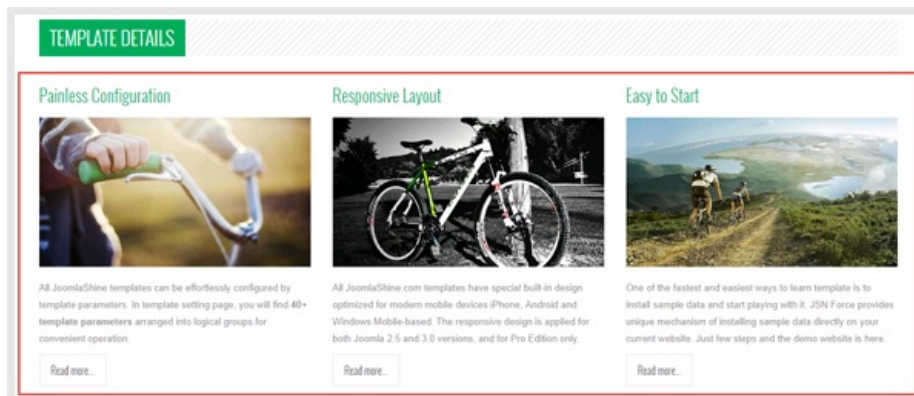 TEMPLATE DETAILS
Painless Configuration
All JoomlaShine templates can be effortlessly configured by
template parameters. In template setting page, you will find 40+
template parameters arranged into logical groups for
convenient operation.
Read more...
Responsive Layout
All JoomlaShine.com templates have special built-in design
optimized for modern mobile devices iPhone, Android and
Windows Mobile-based. The responsive design is applied for
both Joomla 2.5 and 3.0 versions, and for Pro Edition only.
Read more...
Easy to Start
One of the fastest and easiest ways to learn template is to
install sample data and start playing with it. JSN Force provides
unique mechanism of installing sample data directly on your
current website. Just few steps and the demo website is here.
Read more...